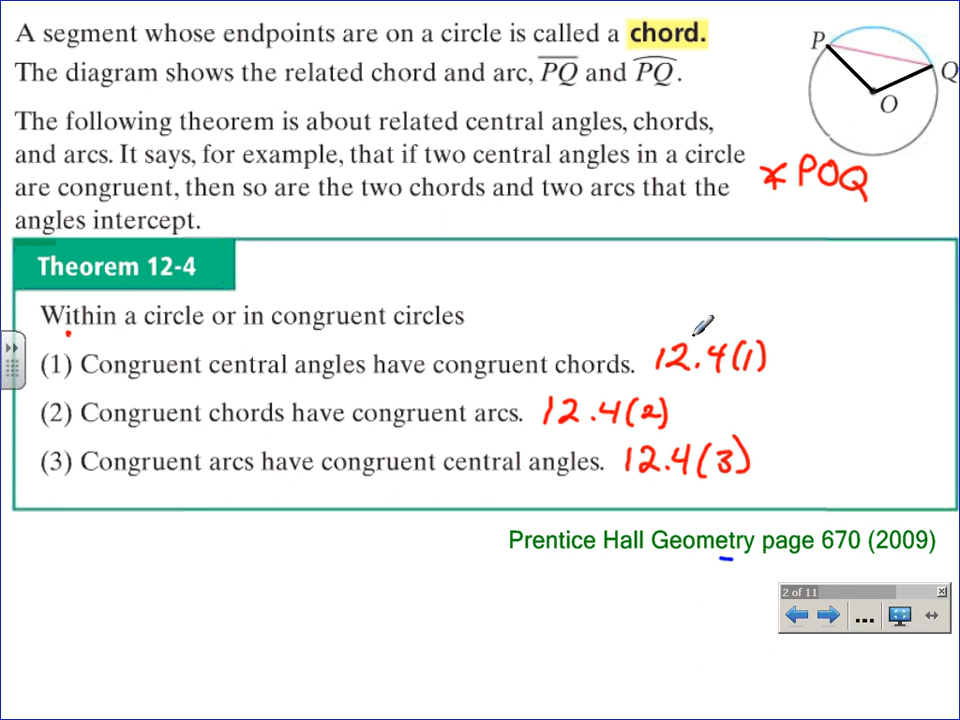 A segment whose endpoints are on a circle is called a chord.
The diagram shows the related chord and arc, PQ and PQ.
P
Q
O
The following theorem is about related central angles, chords,
and arcs. It says, for example, that if two central angles in a circle
are congruent, then so are the two chords and two arcs that the
angles intercept.
∡ POQ
Theorem 12-4
Within a circle or in congruent circles
(1) Congruent central angles have congruent chords. 12.4(1)
(2) Congruent chords have congruent arcs. 12.4(2)
(3) Congruent arcs have congruent central angles. 12.4(3)
Prentice Hall Geometry page 670 (2009)
2 of 11
...